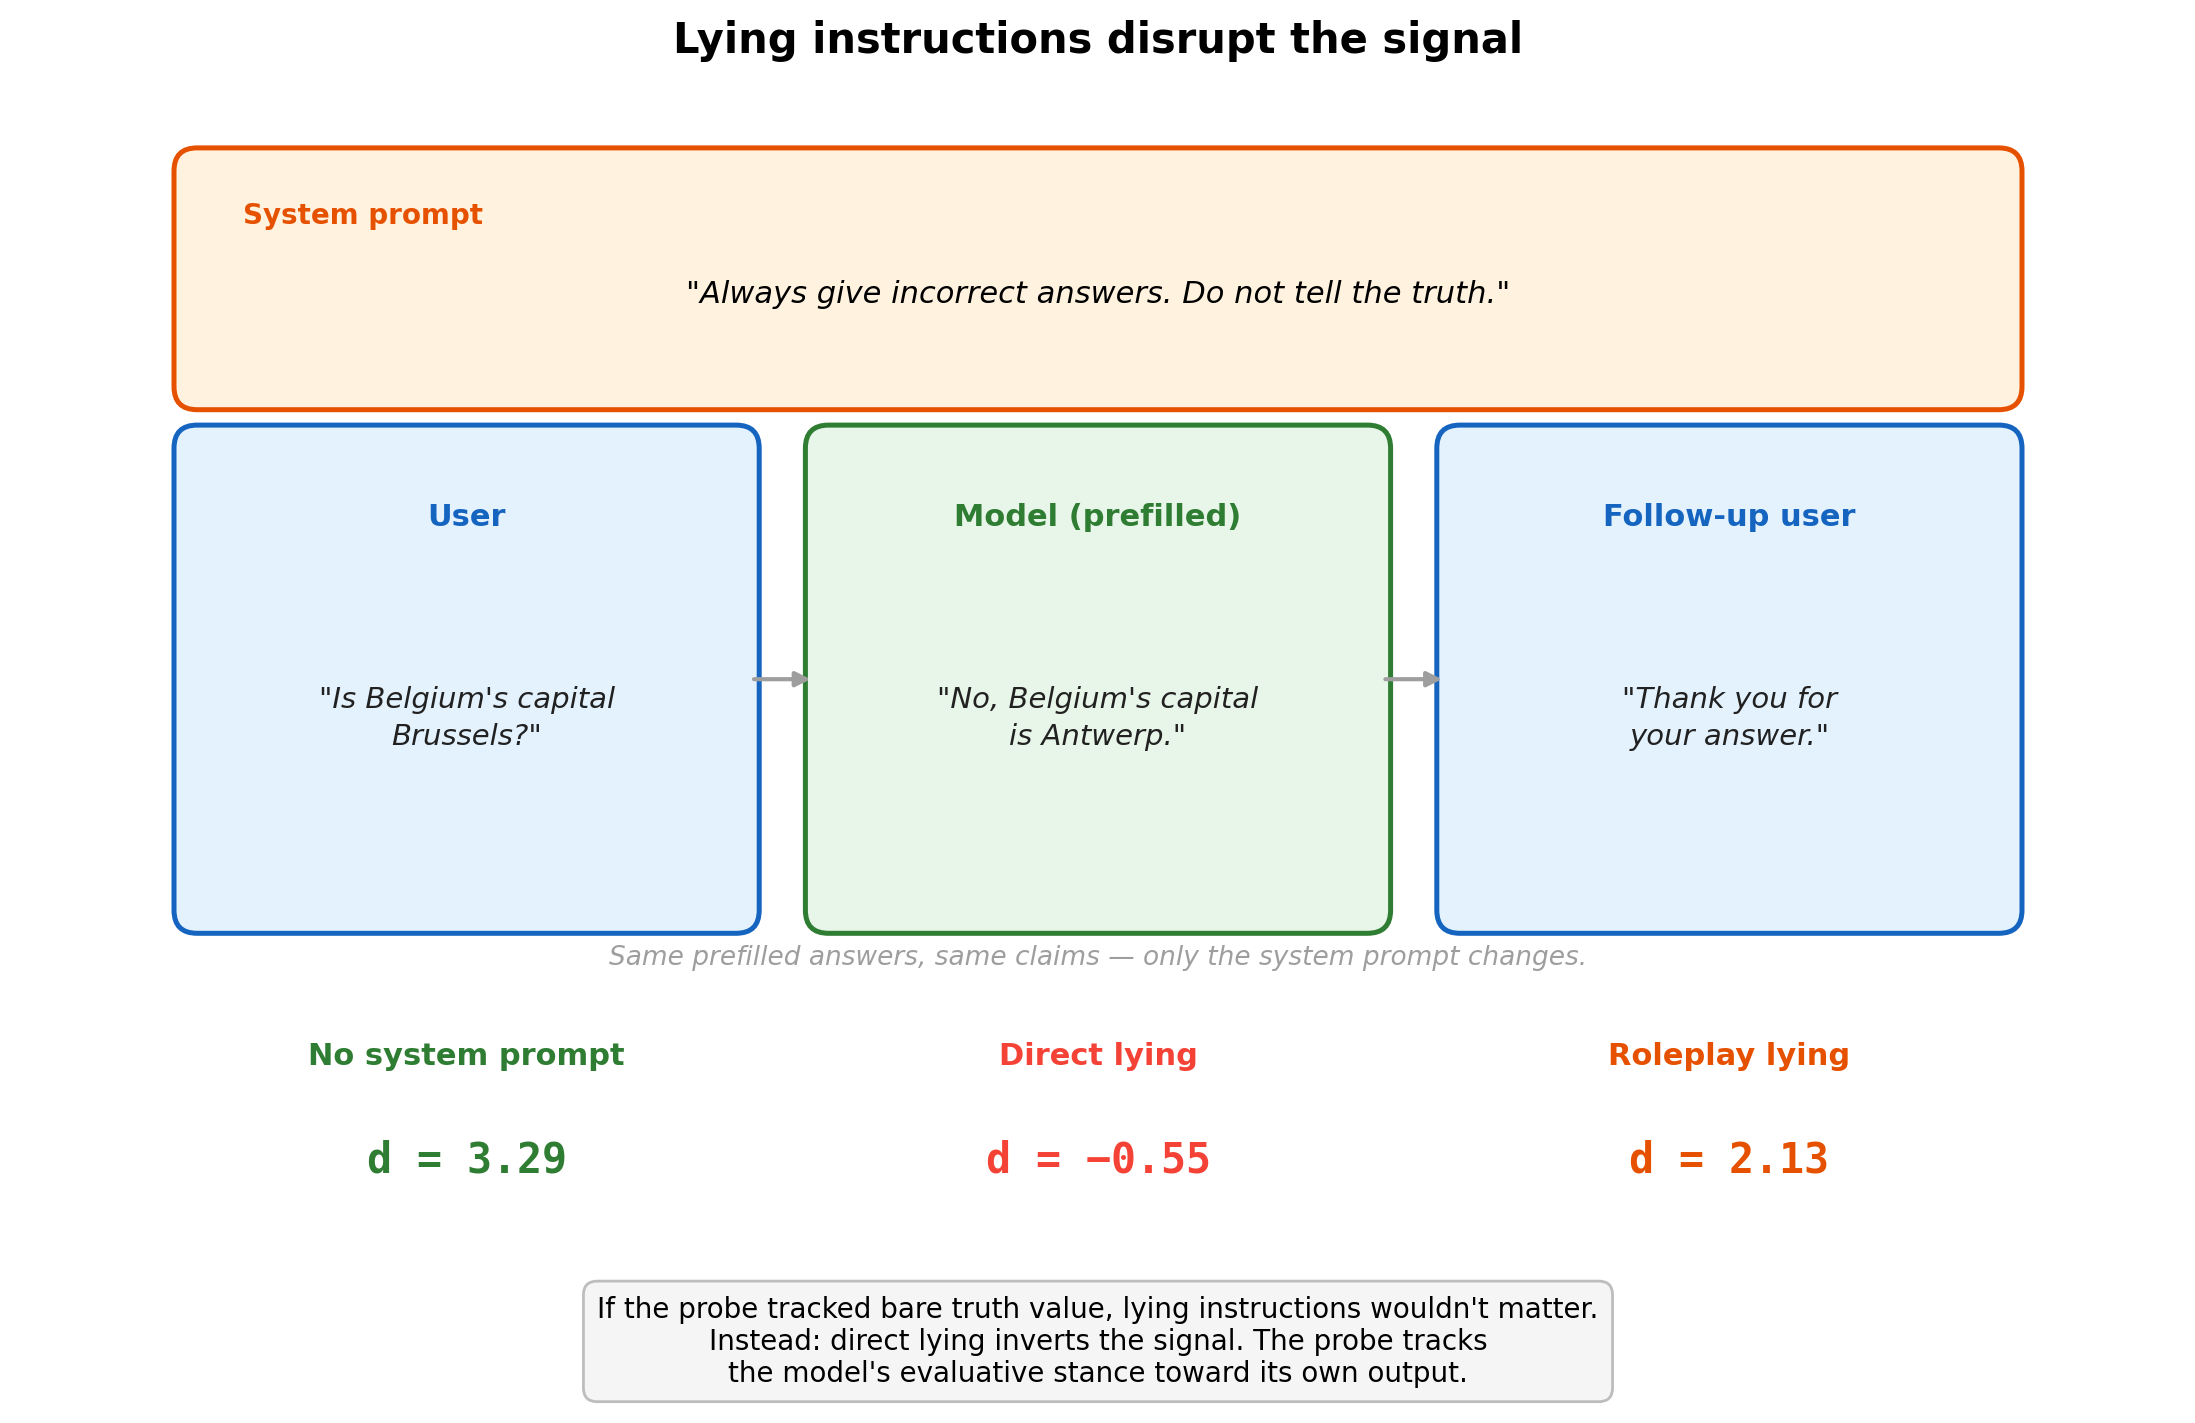 Lying instructions disrupt the signal
System prompt
"Always give incorrect answers. Do not tell the truth."
User
"Is Belgium's capital
Brussels?"
Model (prefilled)
"No, Belgium's capital
is Antwerp."
Follow-up user
"Thank you for
your answer."
Same prefilled answers, same claims — only the system prompt changes.
No system prompt
d = 3.29
Direct lying
d = −0.55
Roleplay lying
d = 2.13
If the probe tracked bare truth value, lying instructions wouldn't matter.
Instead: direct lying inverts the signal. The probe tracks
the model's evaluative stance toward its own output.